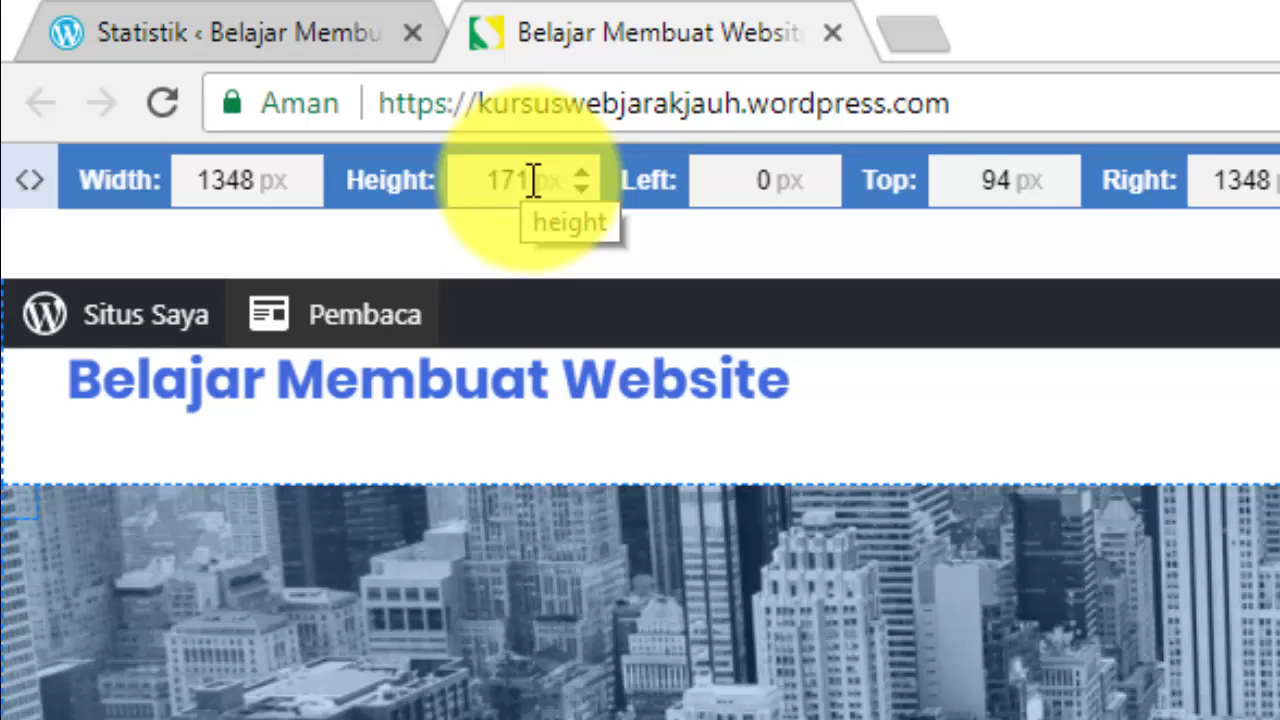 Statistik ‹ Belajar Membu
Belajar Membuat Websit
Aman
https://kursuswebjarakjauh.wordpress.com
Width: 1348 px Height: 171 px Left: 0 px Top: 94 px Right: 1348
height
Situs Saya Pembaca
Belajar Membuat Website